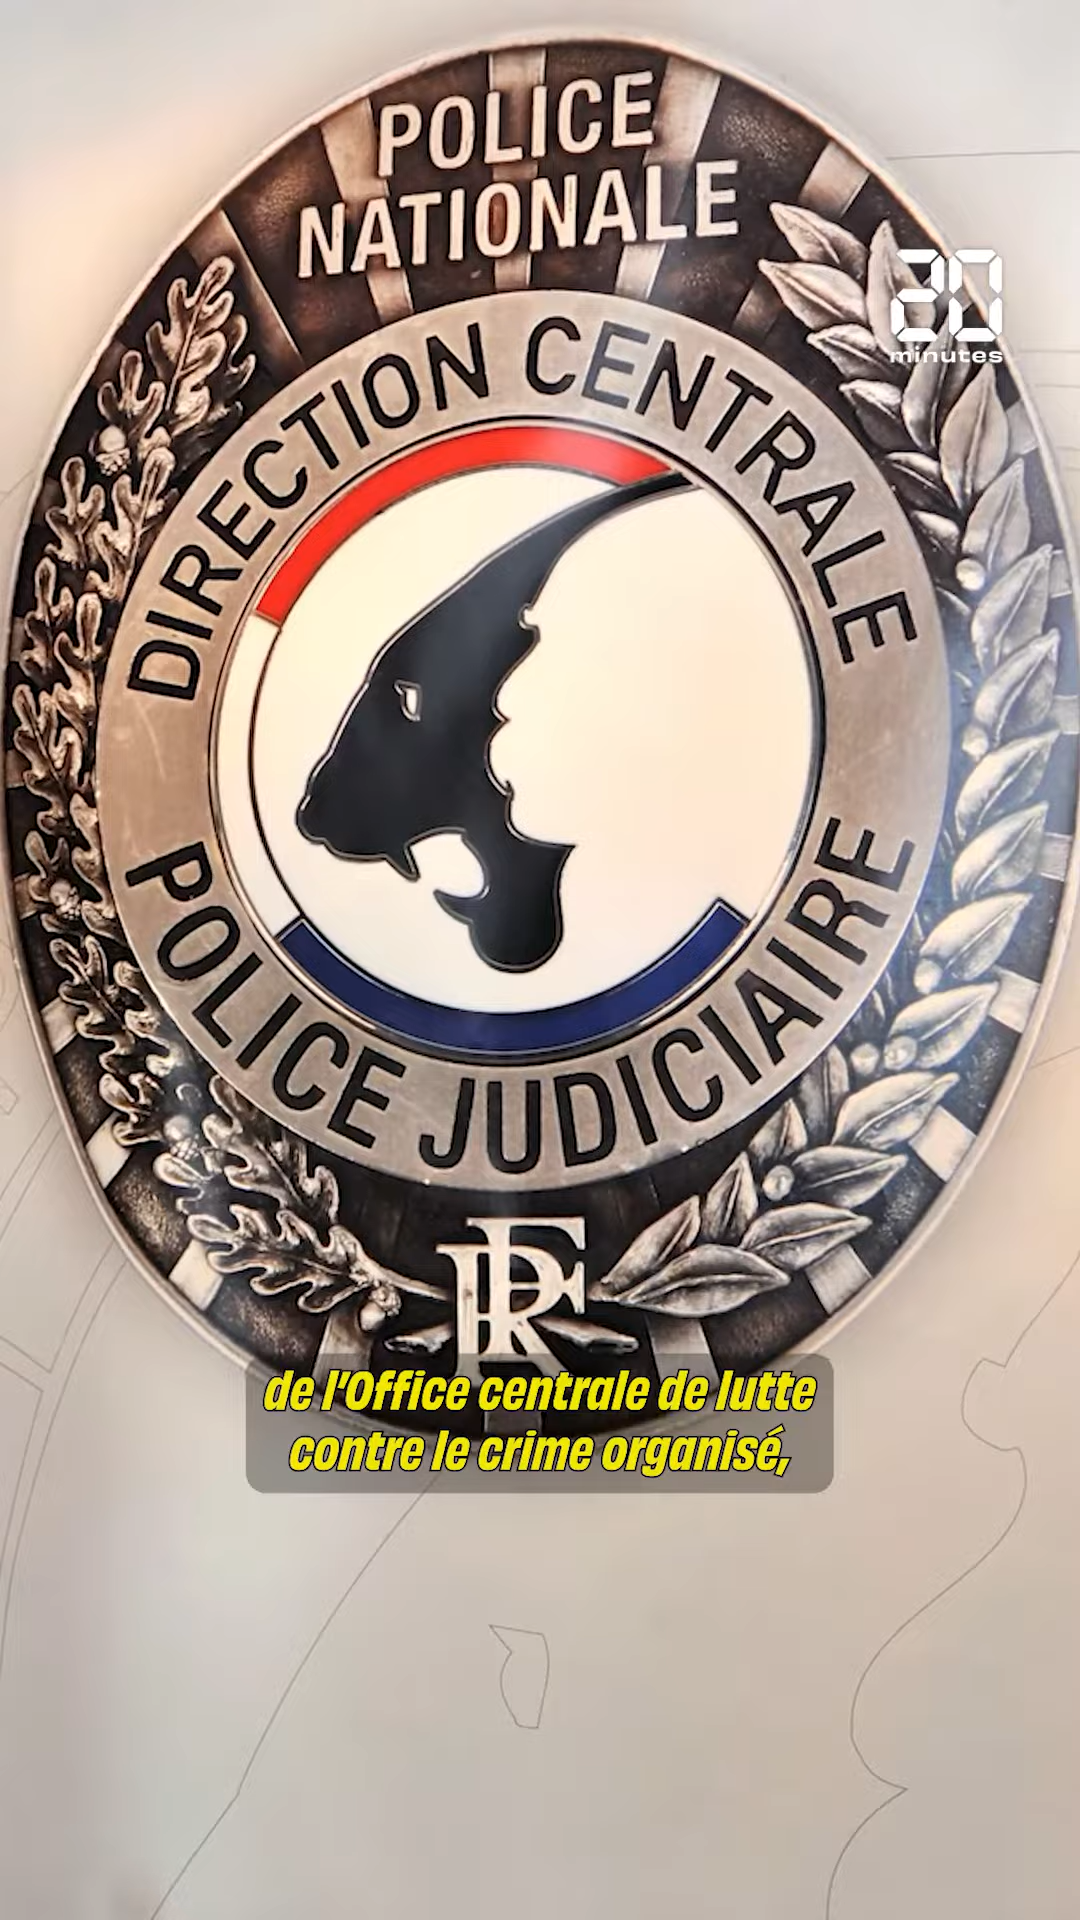 POLICE
NATIONALE
20
minutes
DIRECTION CENTRALE
POLICE JUDICIAIRE
RF
de l'Office centrale de lutte
contre le crime organisé,